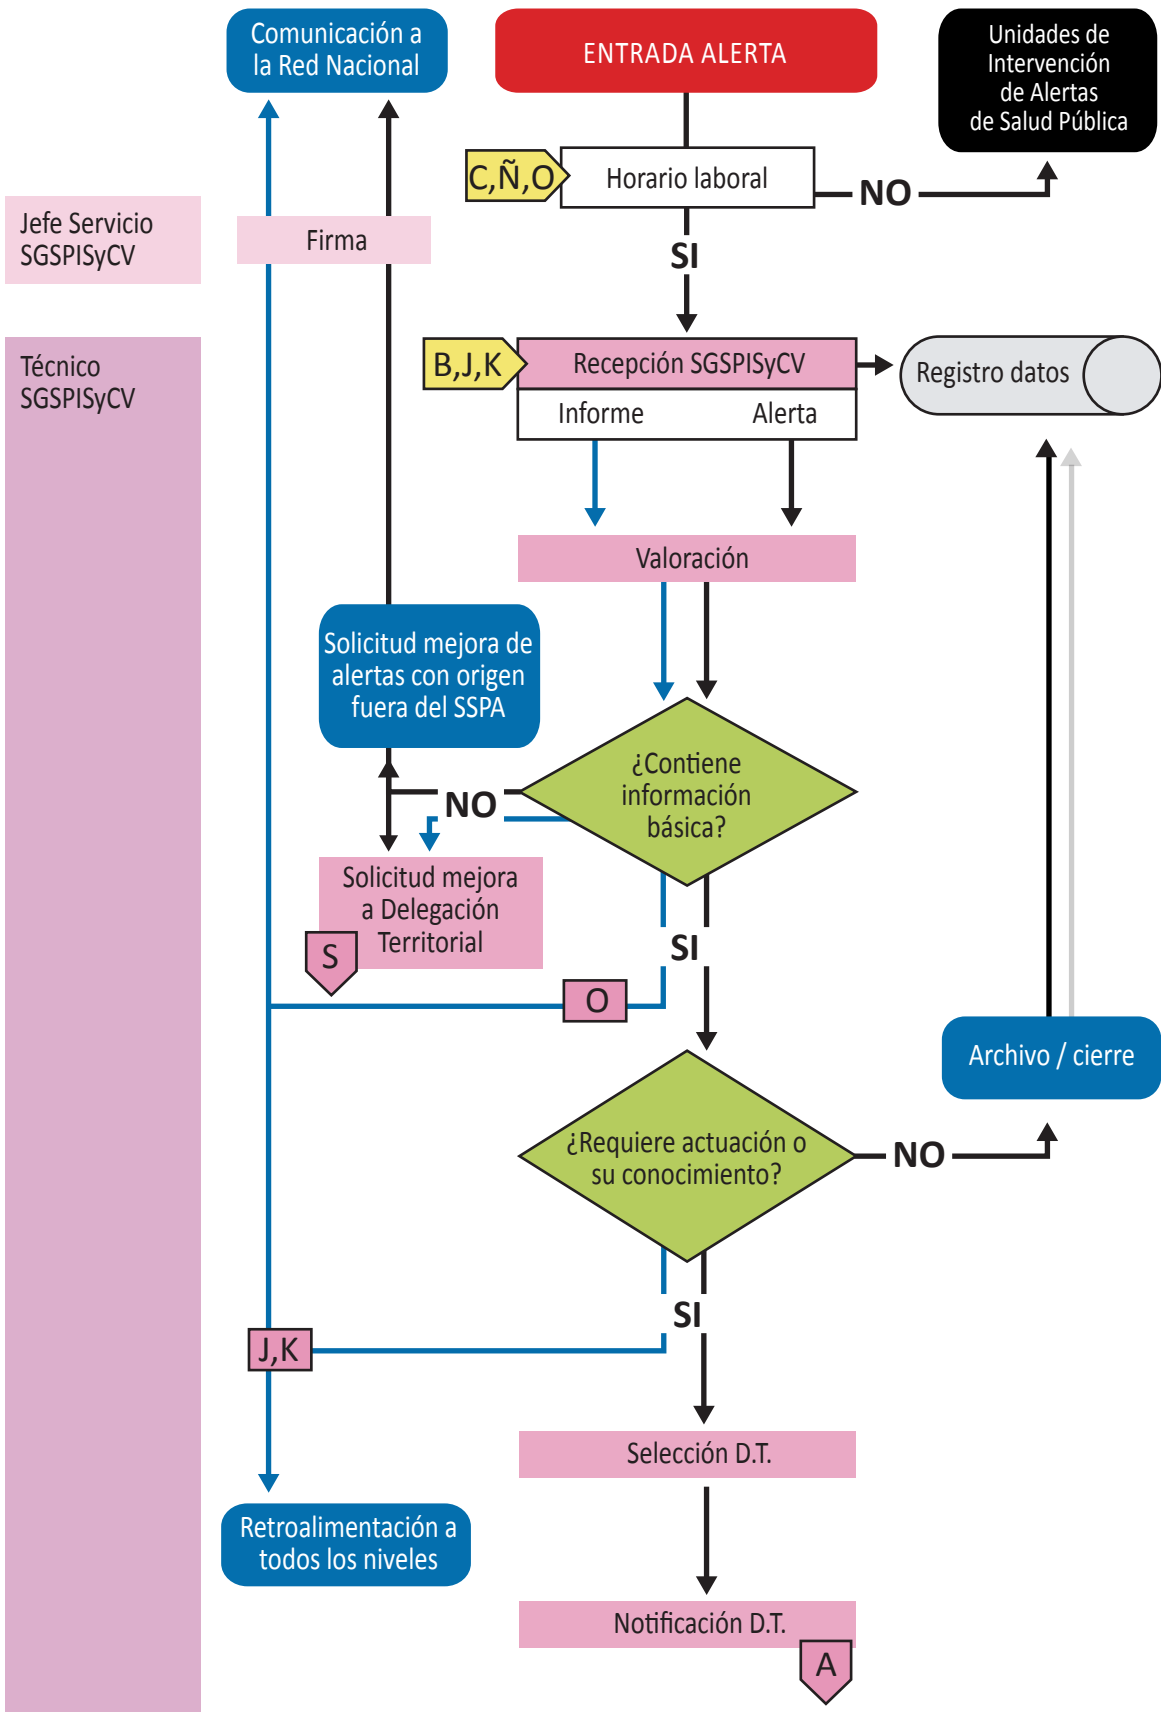 Comunicación a
la Red Nacional
ENTRADA ALERTA
Unidades de
Intervención
de Alertas
de Salud Pública
C,Ñ,O
Horario laboral
NO
Jefe Servicio
SGSPISyCV
Firma
SI
Técnico
SGSPISyCV
B,J,K
Recepción SGSPISyCV
Registro datos
Informe
Alerta
Valoración
Solicitud mejora de
alertas con origen
fuera del SSPA
¿Contiene
información
básica?
NO
Solicitud mejora
a Delegación
Territorial
S
SI
O
Archivo / cierre
¿Requiere actuación o
su conocimiento?
NO
SI
J,K
Selección D.T.
Retroalimentación a
todos los niveles
Notificación D.T.
A